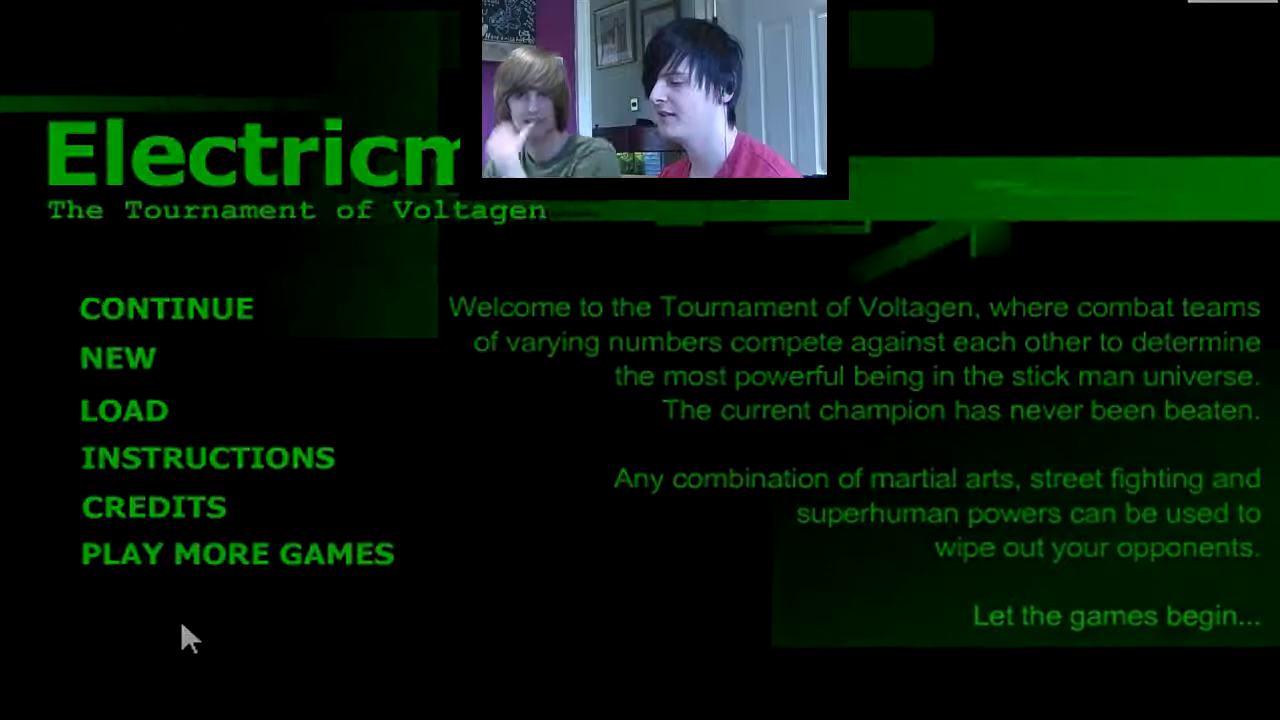 Electricm
The Tournament of Voltagen
CONTINUE
NEW
LOAD
INSTRUCTIONS
CREDITS
PLAY MORE GAMES
Welcome to the Tournament of Voltagen, where combat teams
of varying numbers compete against each other to determine
the most powerful being in the stick man universe.
The current champion has never been beaten.
Any combination of martial arts, street fighting and
superhuman powers can be used to
wipe out your opponents.
Let the games begin...